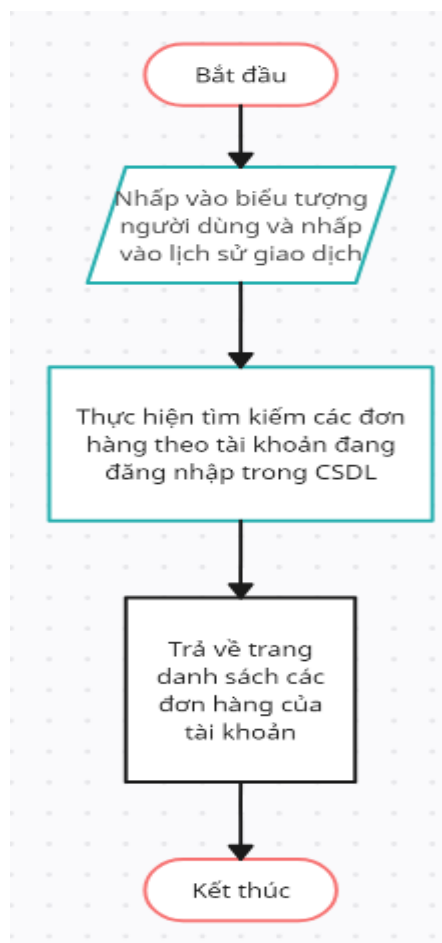 Bắt đầu
Nhấp vào biểu tượng
người dùng và nhấp
vào lịch sử giao dịch
Thực hiện tìm kiếm các đơn
hàng theo tài khoản đang
đăng nhập trong CSDL
Trả về trang
danh sách các
đơn hàng của
tài khoản
Kết thúc